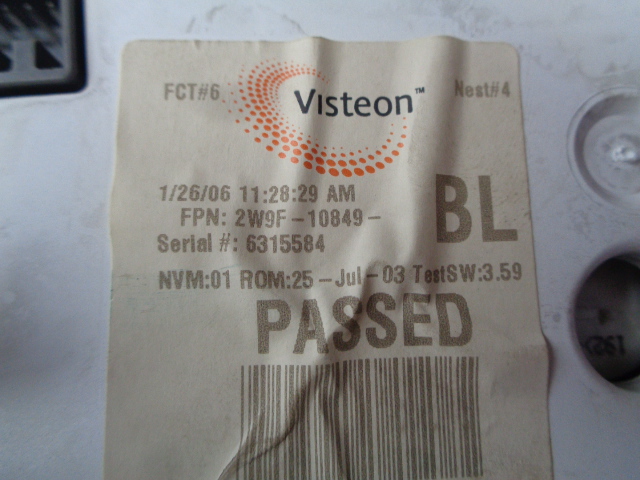 FCT#6 Visteon™ Nest#4
1/26/06 11:28:29 AM
FPN: 2W9F-10849-
BL
Serial #: 6315584
NVM:01 ROM:25-Jul-03 TestSW:3.59
PASSED